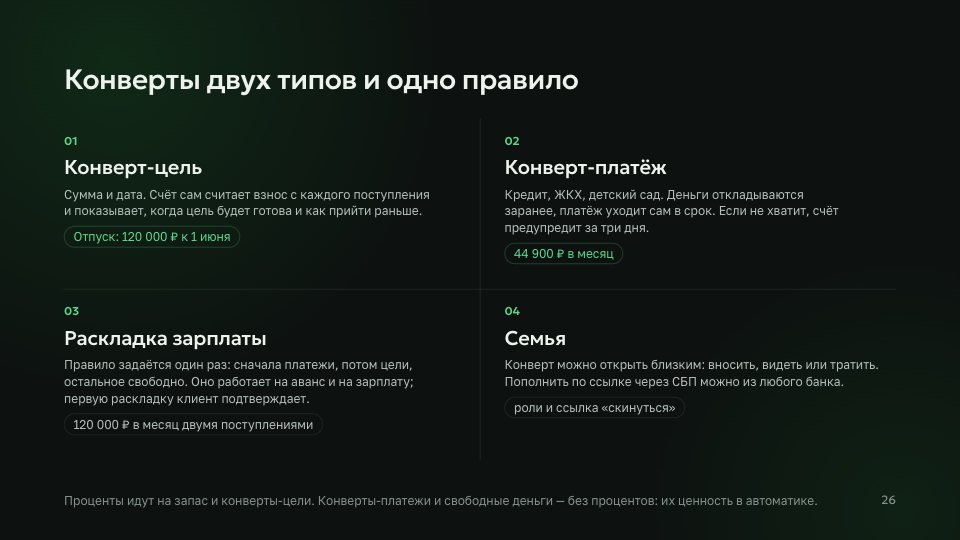 Конверты двух типов и одно правило
01
Конверт-цель
Сумма и дата. Счёт сам считает взнос с каждого поступления
и показывает, когда цель будет готова и как прийти раньше.
Отпуск: 120 000 ₽ к 1 июня
02
Конверт-платёж
Кредит, ЖКХ, детский сад. Деньги откладываются
заранее, платёж уходит сам в срок. Если не хватит, счёт
предупредит за три дня.
44 900 ₽ в месяц
03
Раскладка зарплаты
Правило задаётся один раз: сначала платежи, потом цели,
остальное свободно. Оно работает на аванс и на зарплату;
первую раскладку клиент подтверждает.
120 000 ₽ в месяц двумя поступлениями
04
Семья
Конверт можно открыть близким: вносить, видеть или тратить.
Пополнить по ссылке через СБП можно из любого банка.
роли и ссылка «скинуться»
Проценты идут на запас и конверты-цели. Конверты-платежи и свободные деньги — без процентов: их ценность в автоматике.
26